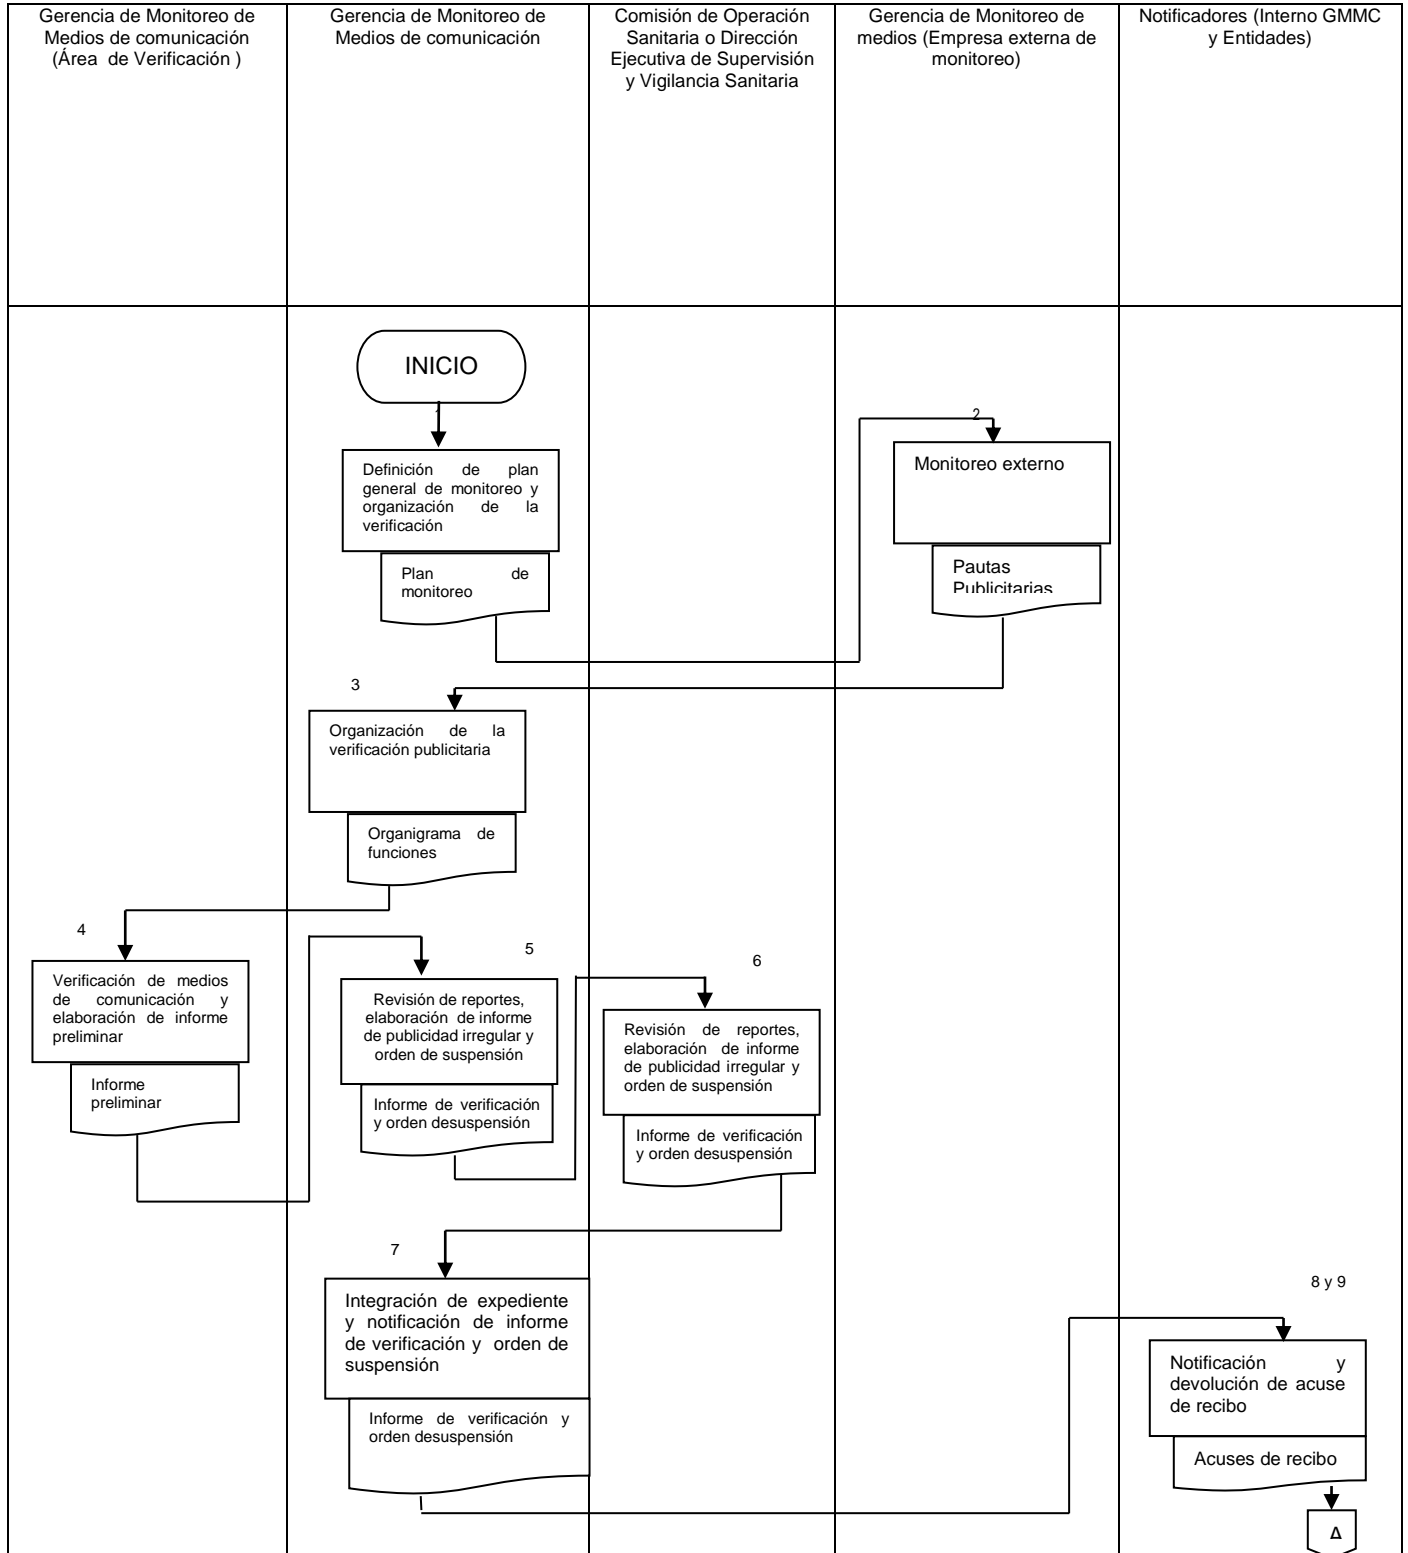 Gerencia de Monitoreo de
Medios de comunicación
(Área de Verificación )
Gerencia de Monitoreo de
Medios de comunicación
Comisión de Operación
Sanitaria o Dirección
Ejecutiva de Supervisión
y Vigilancia Sanitaria
Gerencia de Monitoreo de
medios (Empresa externa de
monitoreo)
Notificadores (Interno GMMC
y Entidades)
INICIO
Definición de plan
general de monitoreo y
organización de la
verificación
Plan de
monitoreo
2
Monitoreo externo
Pautas
Publicitarias
3
Organización de la
verificación publicitaria
Organigrama de
funciones
4
Verificación de medios
de comunicación y
elaboración de informe
preliminar
Informe
preliminar
5
Revisión de reportes,
elaboración de informe
de publicidad irregular y
orden de suspensión
Informe de verificación
y orden desuspensión
6
Revisión de reportes,
elaboración de informe
de publicidad irregular y
orden de suspensión
Informe de verificación
y orden desuspensión
7
Integración de expediente
y notificación de informe
de verificación y orden de
suspensión
Informe de verificación y
orden desuspensión
8 y 9
Notificación y
devolución de acuse
de recibo
Acuses de recibo
A